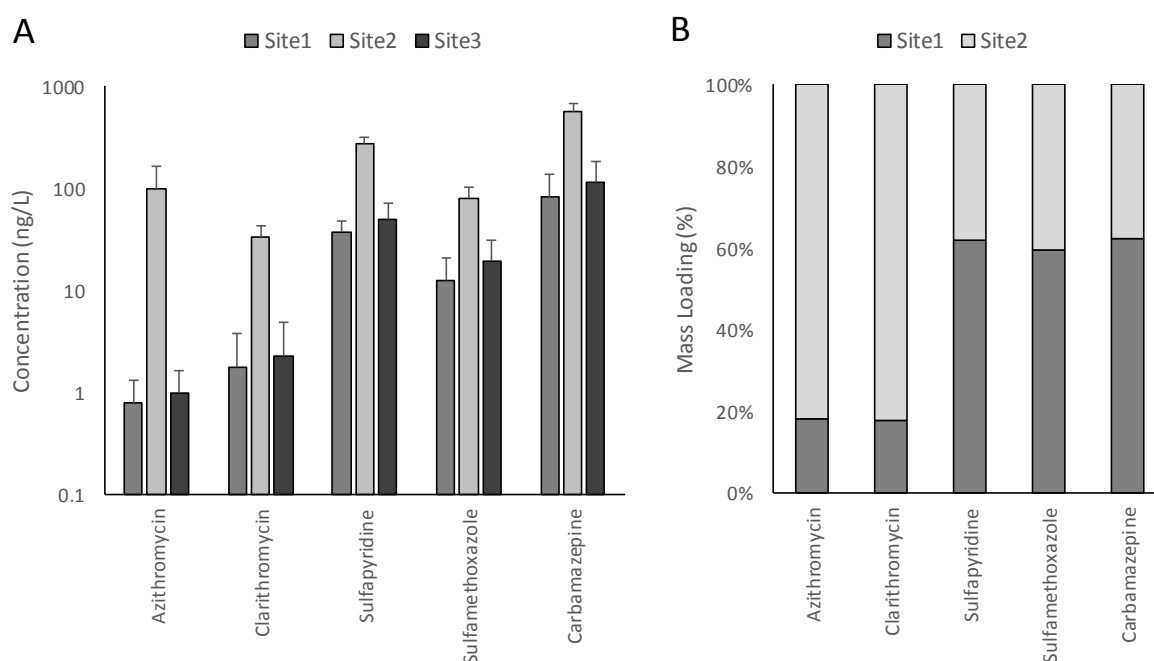 A
Site1 Site2 Site3
Concentration (ng/L)
1000
100
10
1
0.1
Azithromycin
Clarithromycin
Sulfapyridine
Sulfamethoxazole
Carbamazepine
B
Site1 Site2
Mass Loading (%)
100%
80%
60%
40%
20%
0%
Azithromycin
Clarithromycin
Sulfapyridine
Sulfamethoxazole
Carbamazepine